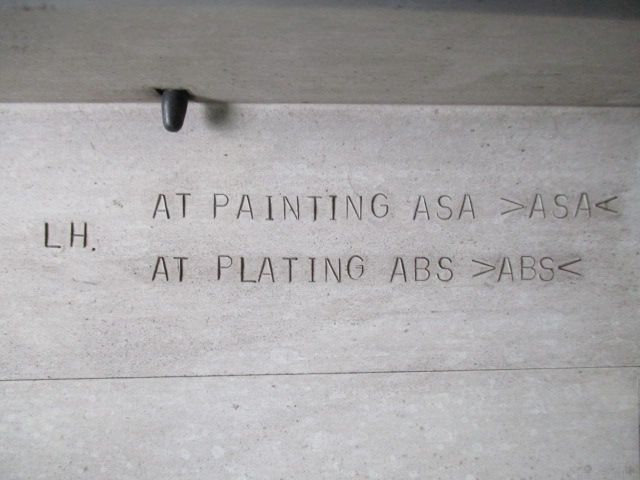 AT PAINTING ASA >ASA<
LH.
AT PLATING ABS >ABS<